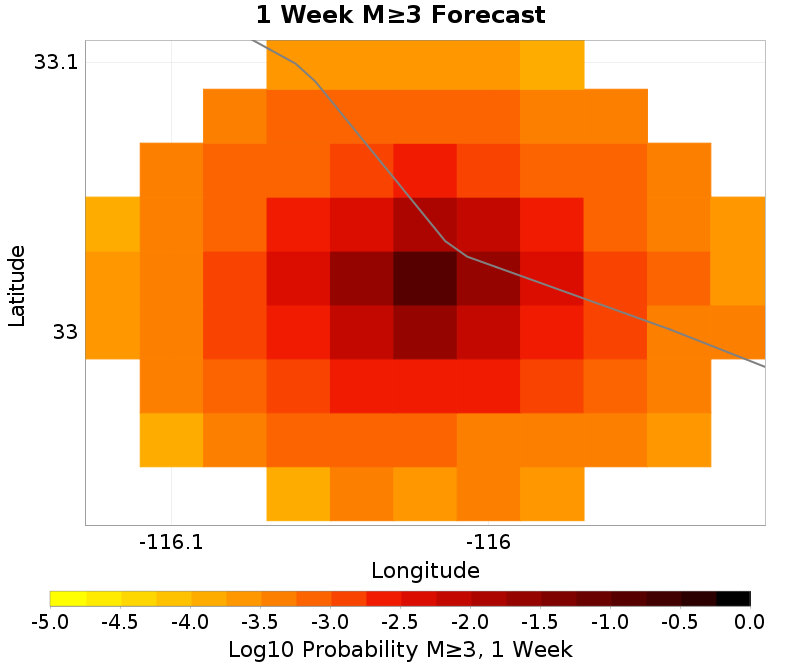 1 Week M≥3 Forecast
33.1
33
Latitude
-116.1 -116
Longitude
-5.0 -4.5 -4.0 -3.5 -3.0 -2.5 -2.0 -1.5 -1.0 -0.5 0.0
Log10 Probability M≥3, 1 Week